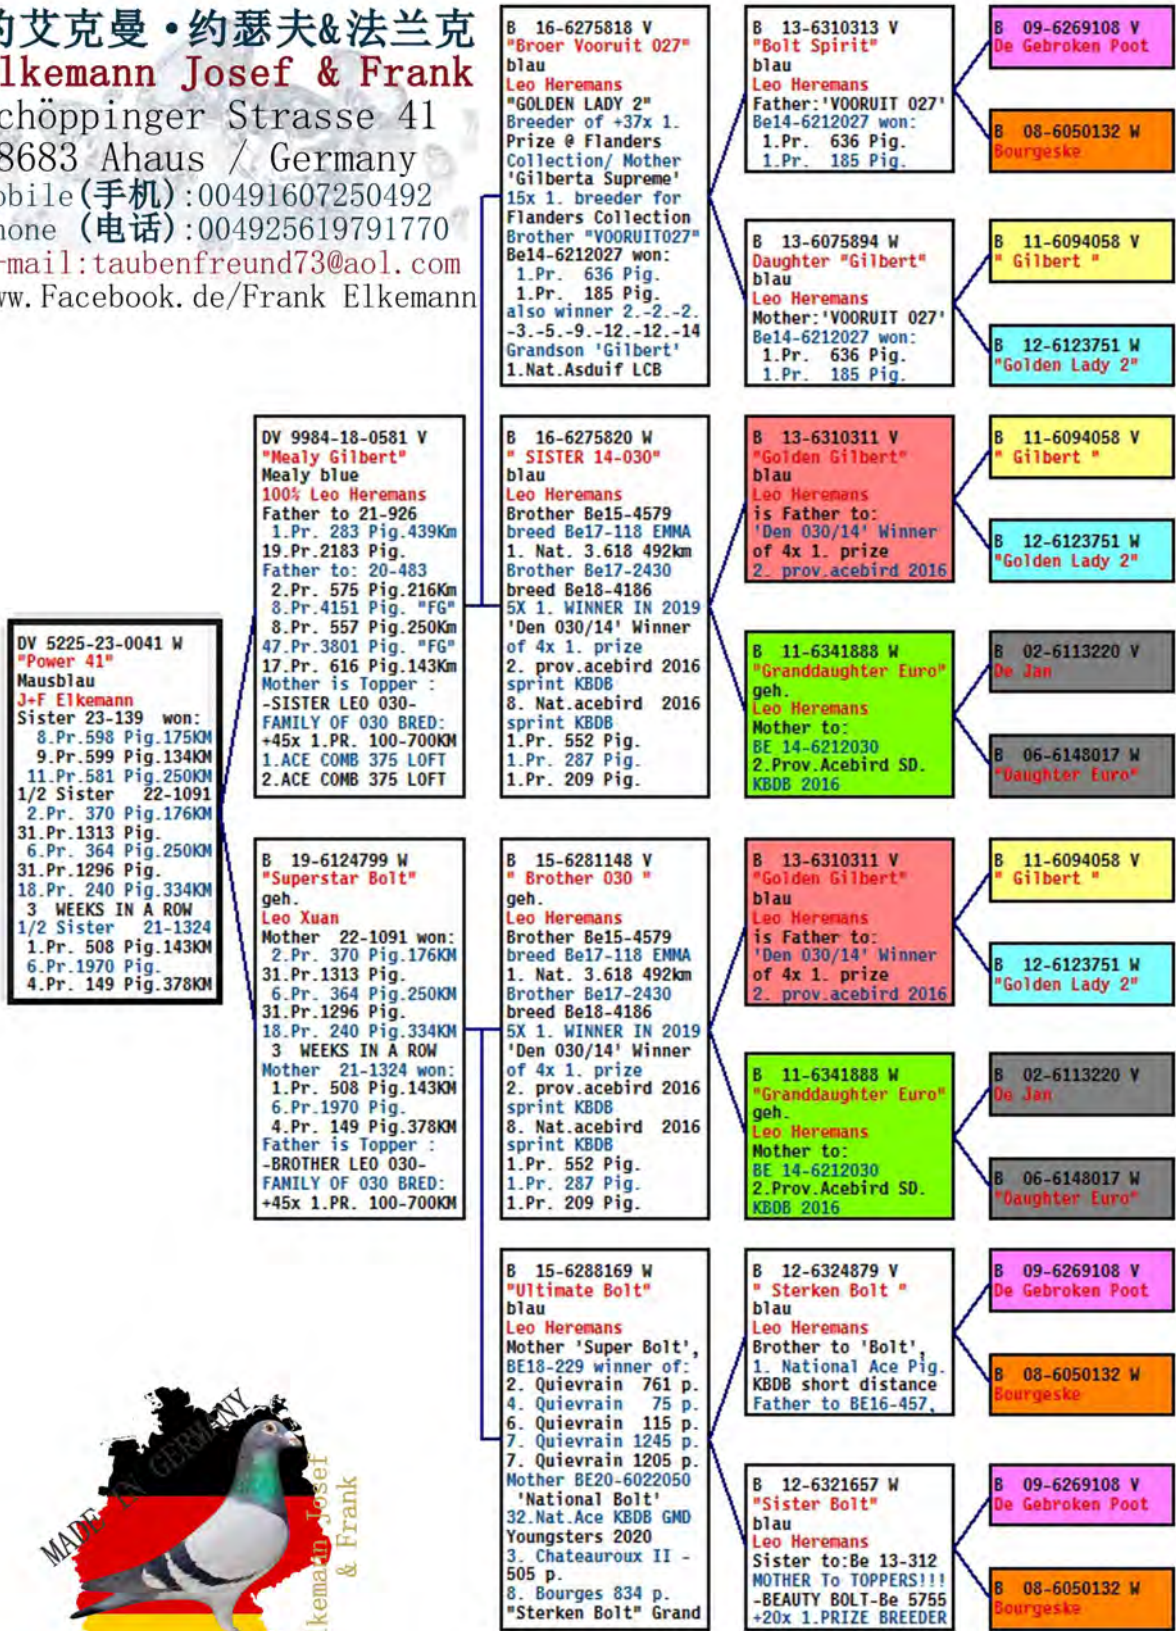 的艾克曼·约瑟夫&法兰克
lkemann Josef & Frank
chöppinger Strasse 41
8683 Ahaus / Germany
obile(手机):00491607250492
hone (电话):004925619791770
-mail:taubenfreund73@aol.com
ww.Facebook.de/Frank Elkemann
DV 5225-23-0041 W
"Power 41"
Mausblau
J+F Elkemann
Sister 23-139 won:
8.Pr.598 Pig.175KM
9.Pr.599 Pig.134KM
11.Pr.581 Pig.250KM
1/2 Sister 22-1091
2.Pr. 370 Pig.176KM
31.Pr.1313 Pig.
6.Pr. 364 Pig.250KM
31.Pr.1296 Pig.
18.Pr. 240 Pig.334KM
3 WEEKS IN A ROW
1/2 Sister 21-1324
1.Pr. 508 Pig.143KM
6.Pr.1970 Pig.
4.Pr. 149 Pig.378KM
DV 9984-18-0581 V
"Mealy Gilbert"
Mealy blue
100% Leo Heremans
Father to 21-926
1.Pr. 283 Pig.439Km
19.Pr.2183 Pig.
Father to: 20-483
2.Pr. 575 Pig.216Km
8.Pr.4151 Pig. "FG"
8.Pr. 557 Pig.250Km
47.Pr.3801 Pig. "FG"
17.Pr. 616 Pig.143Km
Mother is Topper :
-SISTER LEO 030-
FAMILY OF 030 BRED:
+45x 1.PR. 100-700KM
1.ACE COMB 375 LOFT
2.ACE COMB 375 LOFT
B 19-6124799 W
"Superstar Bolt"
geh.
Leo Xuan
Mother 22-1091 won:
2.Pr. 370 Pig.176KM
31.Pr.1313 Pig.
6.Pr. 364 Pig.250KM
31.Pr.1296 Pig.
18.Pr. 240 Pig.334KM
3 WEEKS IN A ROW
Mother 21-1324 won:
1.Pr. 508 Pig.143KM
6.Pr.1970 Pig.
4.Pr. 149 Pig.378KM
Father is Topper :
-BROTHER LEO 030-
FAMILY OF 030 BRED:
+45x 1.PR. 100-700KM
B 16-6275818 V
"Broer Vooruit 027"
blau
Leo Heremans
"GOLDEN LADY 2"
Breeder of +37x 1.
Prize @ Flanders
Collection/ Mother
'Gilberta Supreme'
15x 1. breeder for
Flanders Collection
Brother "VOORUIT027"
Be14-6212027 won:
1.Pr. 636 Pig.
1.Pr. 185 Pig.
also winner 2.-2.-2.
-3.-5.-9.-12.-12.-14
Grandson 'Gilbert'
1.Nat.Asduif LCB
B 16-6275820 W
" SISTER 14-030"
blau
Leo Heremans
Brother Be15-4579
breed Be17-118 EMMA
1. Nat. 3.618 492km
Brother Be17-2430
breed Be18-4186
5X 1. WINNER IN 2019
'Den 030/14' Winner
of 4x 1. prize
2. prov.acebird 2016
sprint KBDB
8. Nat.acebird 2016
sprint KBDB
1.Pr. 552 Pig.
1.Pr. 287 Pig.
1.Pr. 209 Pig.
B 15-6281148 V
" Brother 030 "
geh.
Leo Heremans
Brother Be15-4579
breed Be17-118 EMMA
1. Nat. 3.618 492km
Brother Be17-2430
breed Be18-4186
5X 1. WINNER IN 2019
'Den 030/14' Winner
of 4x 1. prize
2. prov.acebird 2016
sprint KBDB
8. Nat.acebird 2016
sprint KBDB
1.Pr. 552 Pig.
1.Pr. 287 Pig.
1.Pr. 209 Pig.
B 15-6288169 W
"Ultimate Bolt"
blau
Leo Heremans
Mother 'Super Bolt',
BE18-229 winner of:
2. Quievrain 761 p.
4. Quievrain 75 p.
6. Quievrain 115 p.
7. Quievrain 1245 p.
7. Quievrain 1205 p.
Mother BE20-6022050
'National Bolt'
32.Nat.Ace KBDB GMD
Youngsters 2020
3. Chateauroux II -
505 p.
8. Bourges 834 p.
"Sterken Bolt" Grand
B 13-6310313 V
"Bolt Spirit"
blau
Leo Heremans
Father:'VOORUIT 027'
Be14-6212027 won:
1.Pr. 636 Pig.
1.Pr. 185 Pig.
B 13-6075894 W
Daughter "Gilbert"
blau
Leo Heremans
Mother:'VOORUIT 027'
Be14-6212027 won:
1.Pr. 636 Pig.
1.Pr. 185 Pig.
B 13-6310311 V
"Golden Gilbert"
blau
Leo Heremans
is Father to:
'Den 030/14' Winner
of 4x 1. prize
2. prov.acebird 2016
B 11-6341888 W
"Granddaughter Euro"
geh.
Leo Heremans
Mother to:
BE 14-6212030
2.Prov.Acebird SD.
KBDB 2016
B 13-6310311 V
"Golden Gilbert"
blau
Leo Heremans
is Father to:
'Den 030/14' Winner
of 4x 1. prize
2. prov.acebird 2016
B 11-6341888 W
"Granddaughter Euro"
geh.
Leo Heremans
Mother to:
BE 14-6212030
2.Prov.Acebird SD.
KBDB 2016
B 12-6324879 V
" Sterken Bolt "
blau
Leo Heremans
Brother to 'Bolt',
1. National Ace Pig.
KBDB short distance
Father to BE16-457,
B 12-6321657 W
"Sister Bolt"
blau
Leo Heremans
Sister to:Be 13-312
MOTHER To TOPPERS!!!
-BEAUTY BOLT-Be 5755
+20x 1.PRIZE BREEDER
B 09-6269108 V
De Gebroken Poot
B 08-6050132 W
Bourgeske
B 11-6094058 V
" Gilbert "
B 12-6123751 W
"Golden Lady 2"
B 11-6094058 V
" Gilbert "
B 12-6123751 W
"Golden Lady 2"
B 02-6113220 V
De Jan
B 06-6148017 W
"Daughter Euro"
B 11-6094058 V
" Gilbert "
B 12-6123751 W
"Golden Lady 2"
B 02-6113220 V
De Jan
B 06-6148017 W
"Daughter Euro"
B 09-6269108 V
De Gebroken Poot
B 08-6050132 W
Bourgeske
B 09-6269108 V
De Gebroken Poot
B 08-6050132 W
Bourgeske
MADE IN GERMANY
kemann Josef
& Frank